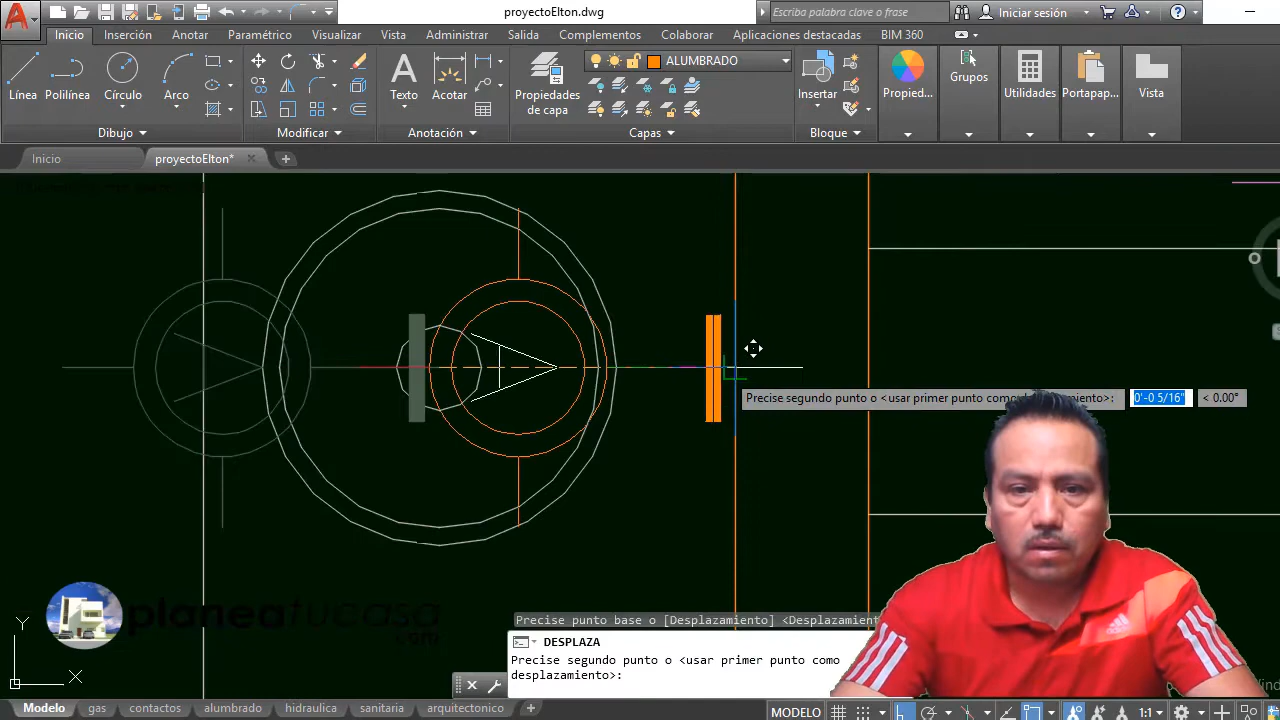 proyectoElton.dwg
Escriba palabra clave o frase
Iniciar sesión
Inicio Inserción Anotar Paramétrico Visualizar Vista Administrar Salida Complementos Colaborar Aplicaciones destacadas BIM 360
ALUMBRADO
Línea Polilínea Círculo Arco
Texto Acotar
Propiedades de capa
Insertar
Propied...
Grupos
Utilidades
Portapap...
Vista
Dibujo Modificar Anotación Capas Bloque
Inicio proyectoElton*
Precise segundo punto o <usar primer punto como desplazamiento>: 0'-0 5/16" < 0.00°
planeatucasa
.com
Y
X
Precise punto base o [Desplazamiento] <Desplazament
DESPLAZA
Precise segundo punto o <usar primer punto como
desplazamiento>:
Modelo gas contactos alumbrado hidraulica sanitaria arquitectonico
MODELO
1:1